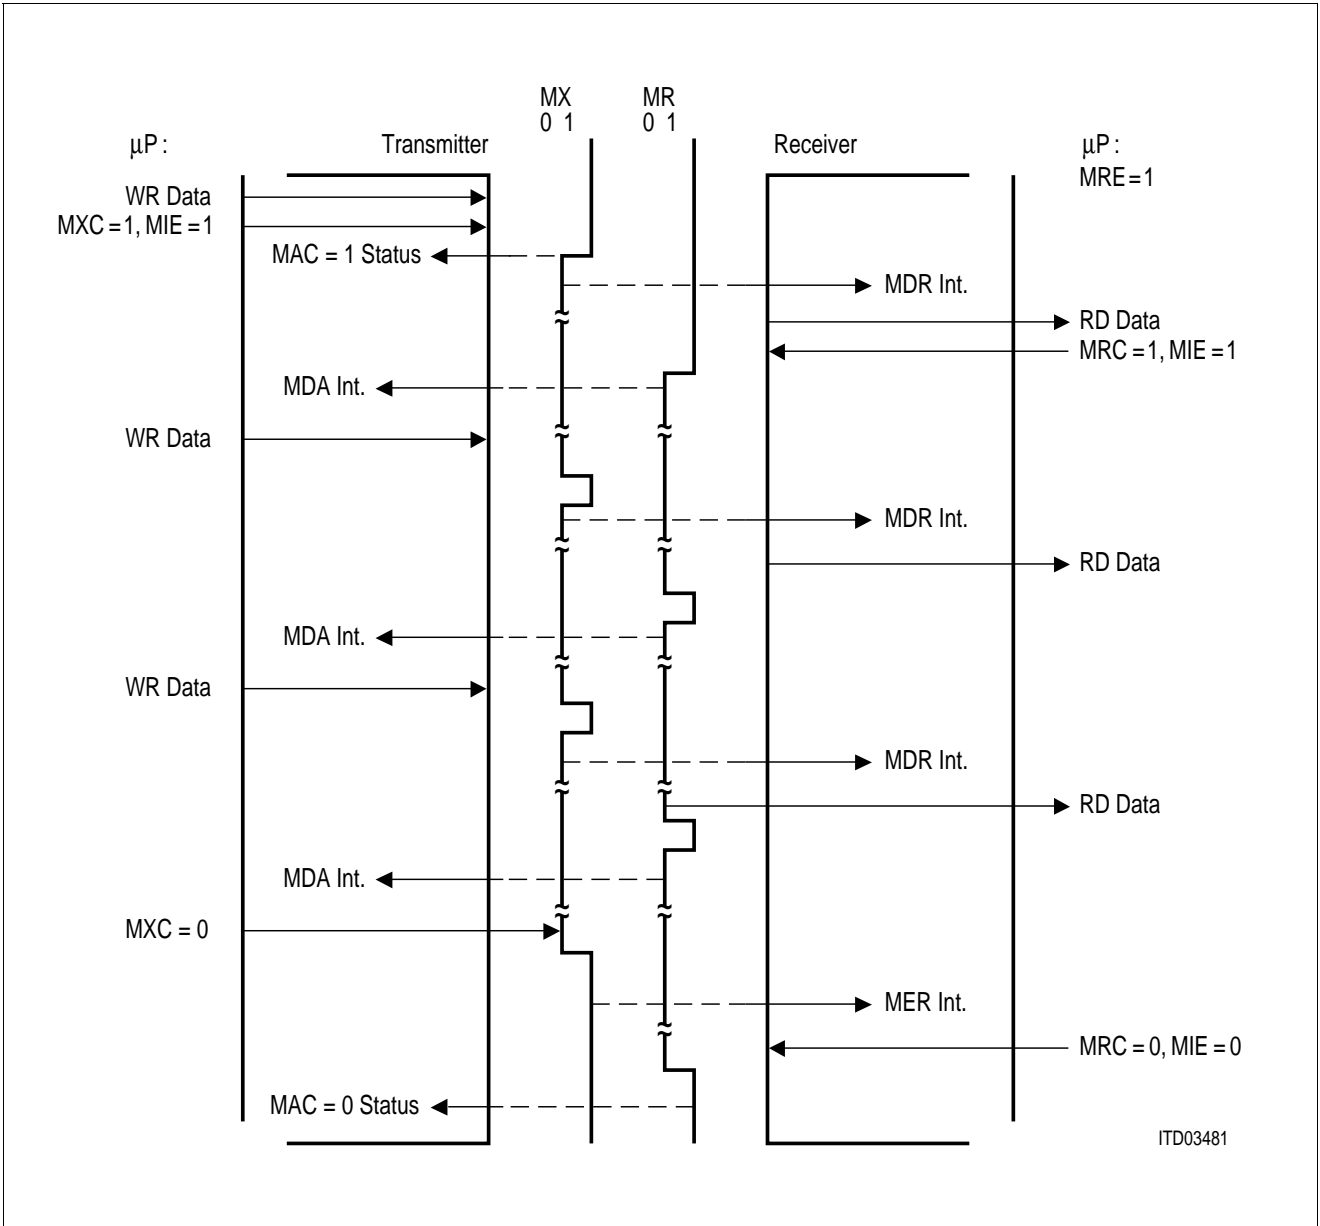 MX MR
0 1 0 1
μP: Transmitter Receiver μP:
MRE=1
WR Data
MXC=1, MIE=1
MAC = 1 Status
MDR Int.
RD Data
MRC=1, MIE=1
MDA Int.
WR Data
MDR Int.
RD Data
MDA Int.
WR Data
MDR Int.
RD Data
MDA Int.
MXC = 0
MER Int.
MRC = 0, MIE = 0
MAC = 0 Status
ITD03481